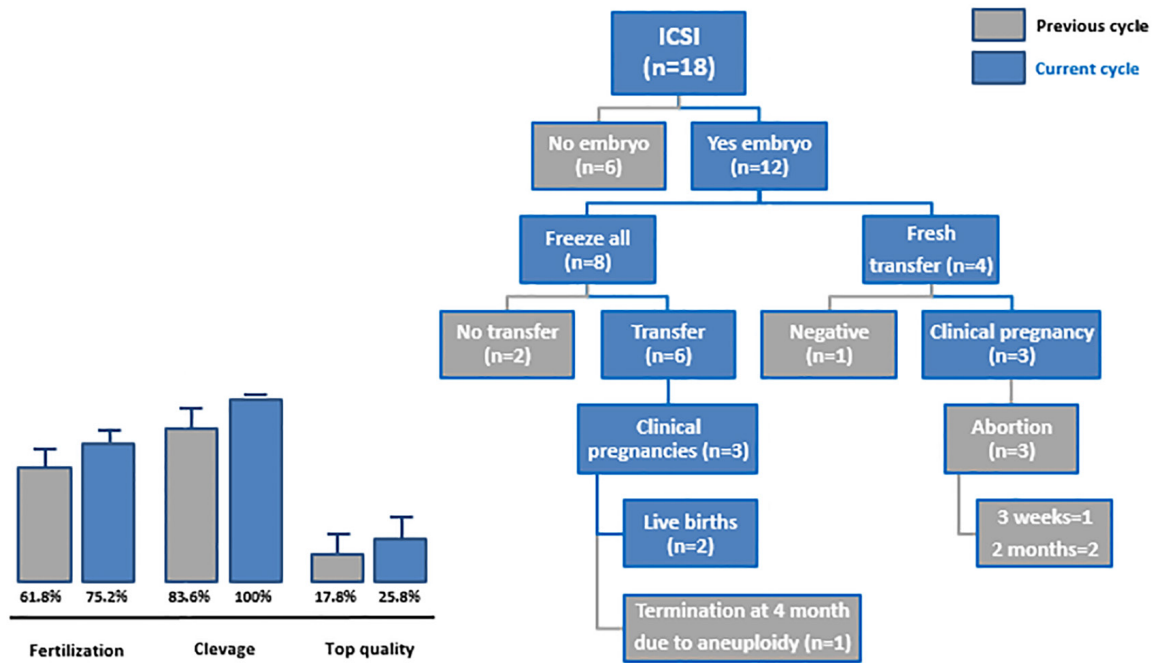 Previous cycle
Current cycle
ICSI
(n=18)
No embryo
(n=6)
Yes embryo
(n=12)
Freeze all
(n=8)
Fresh
transfer (n=4)
No transfer
(n=2)
Transfer
(n=6)
Negative
(n=1)
Clinical pregnancy
(n=3)
Clinical
pregnancies (n=3)
Abortion
(n=3)
Live births
(n=2)
3 weeks=1
2 months=2
Termination at 4 month
due to aneuploidy (n=1)
61.8% 75.2% 83.6% 100% 17.8% 25.8%
Fertilization Clevage Top quality